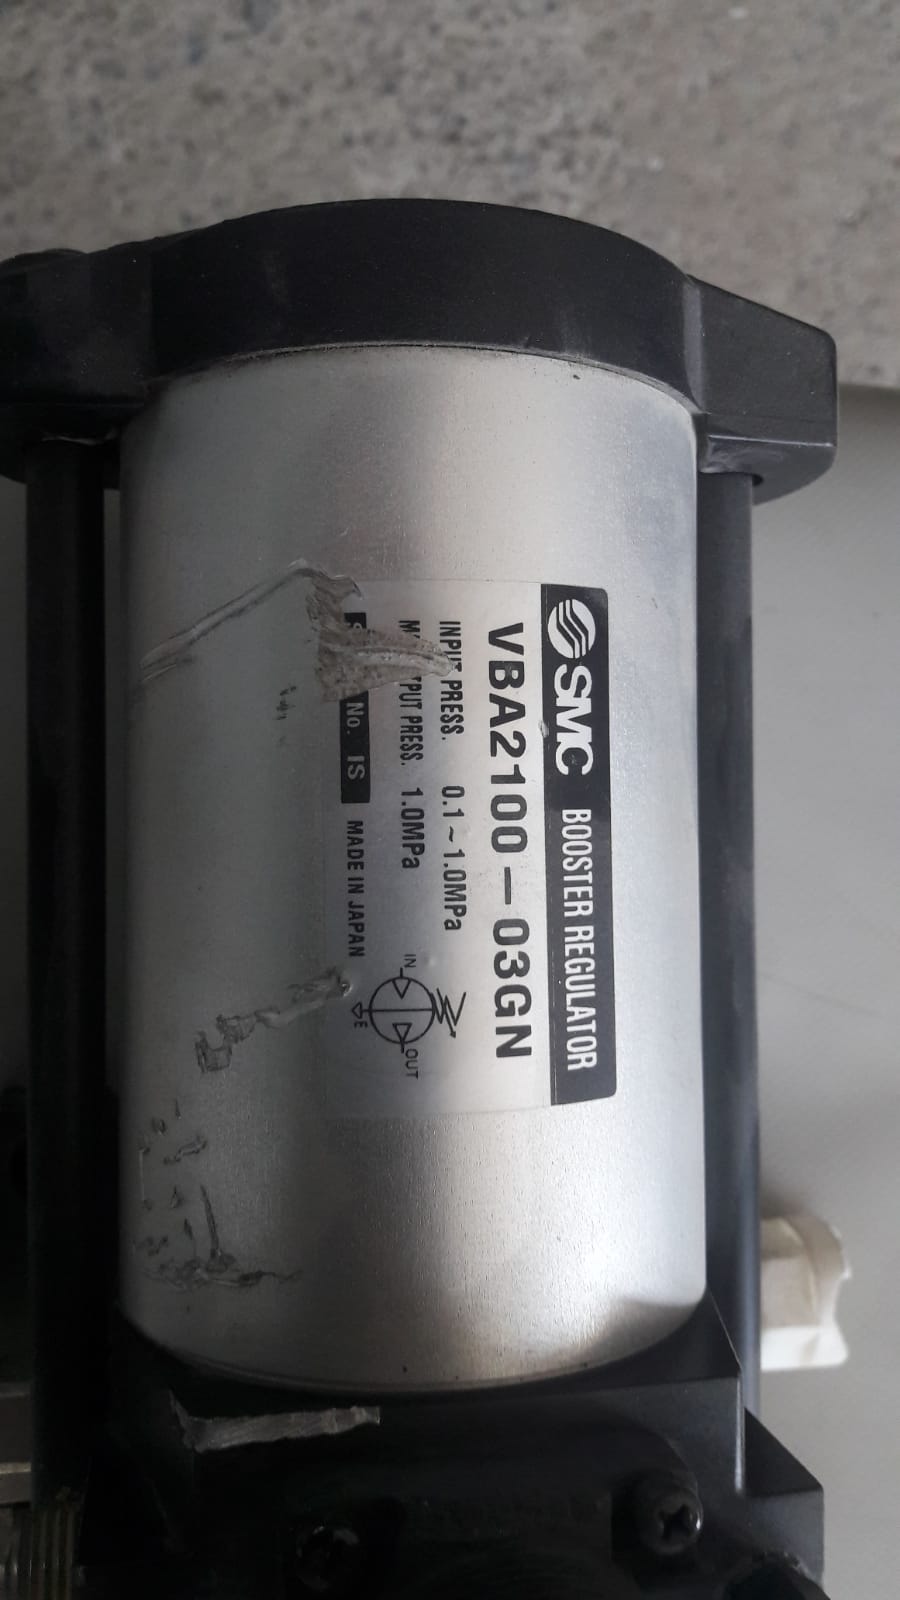 SMC BOOSTER REGULATOR
VBA2100-03GN
INPUT PRESS. 0.1~1.0MPa
PRESS. 1.0MPa
No. IS MADE IN JAPAN
IN
OUT
E